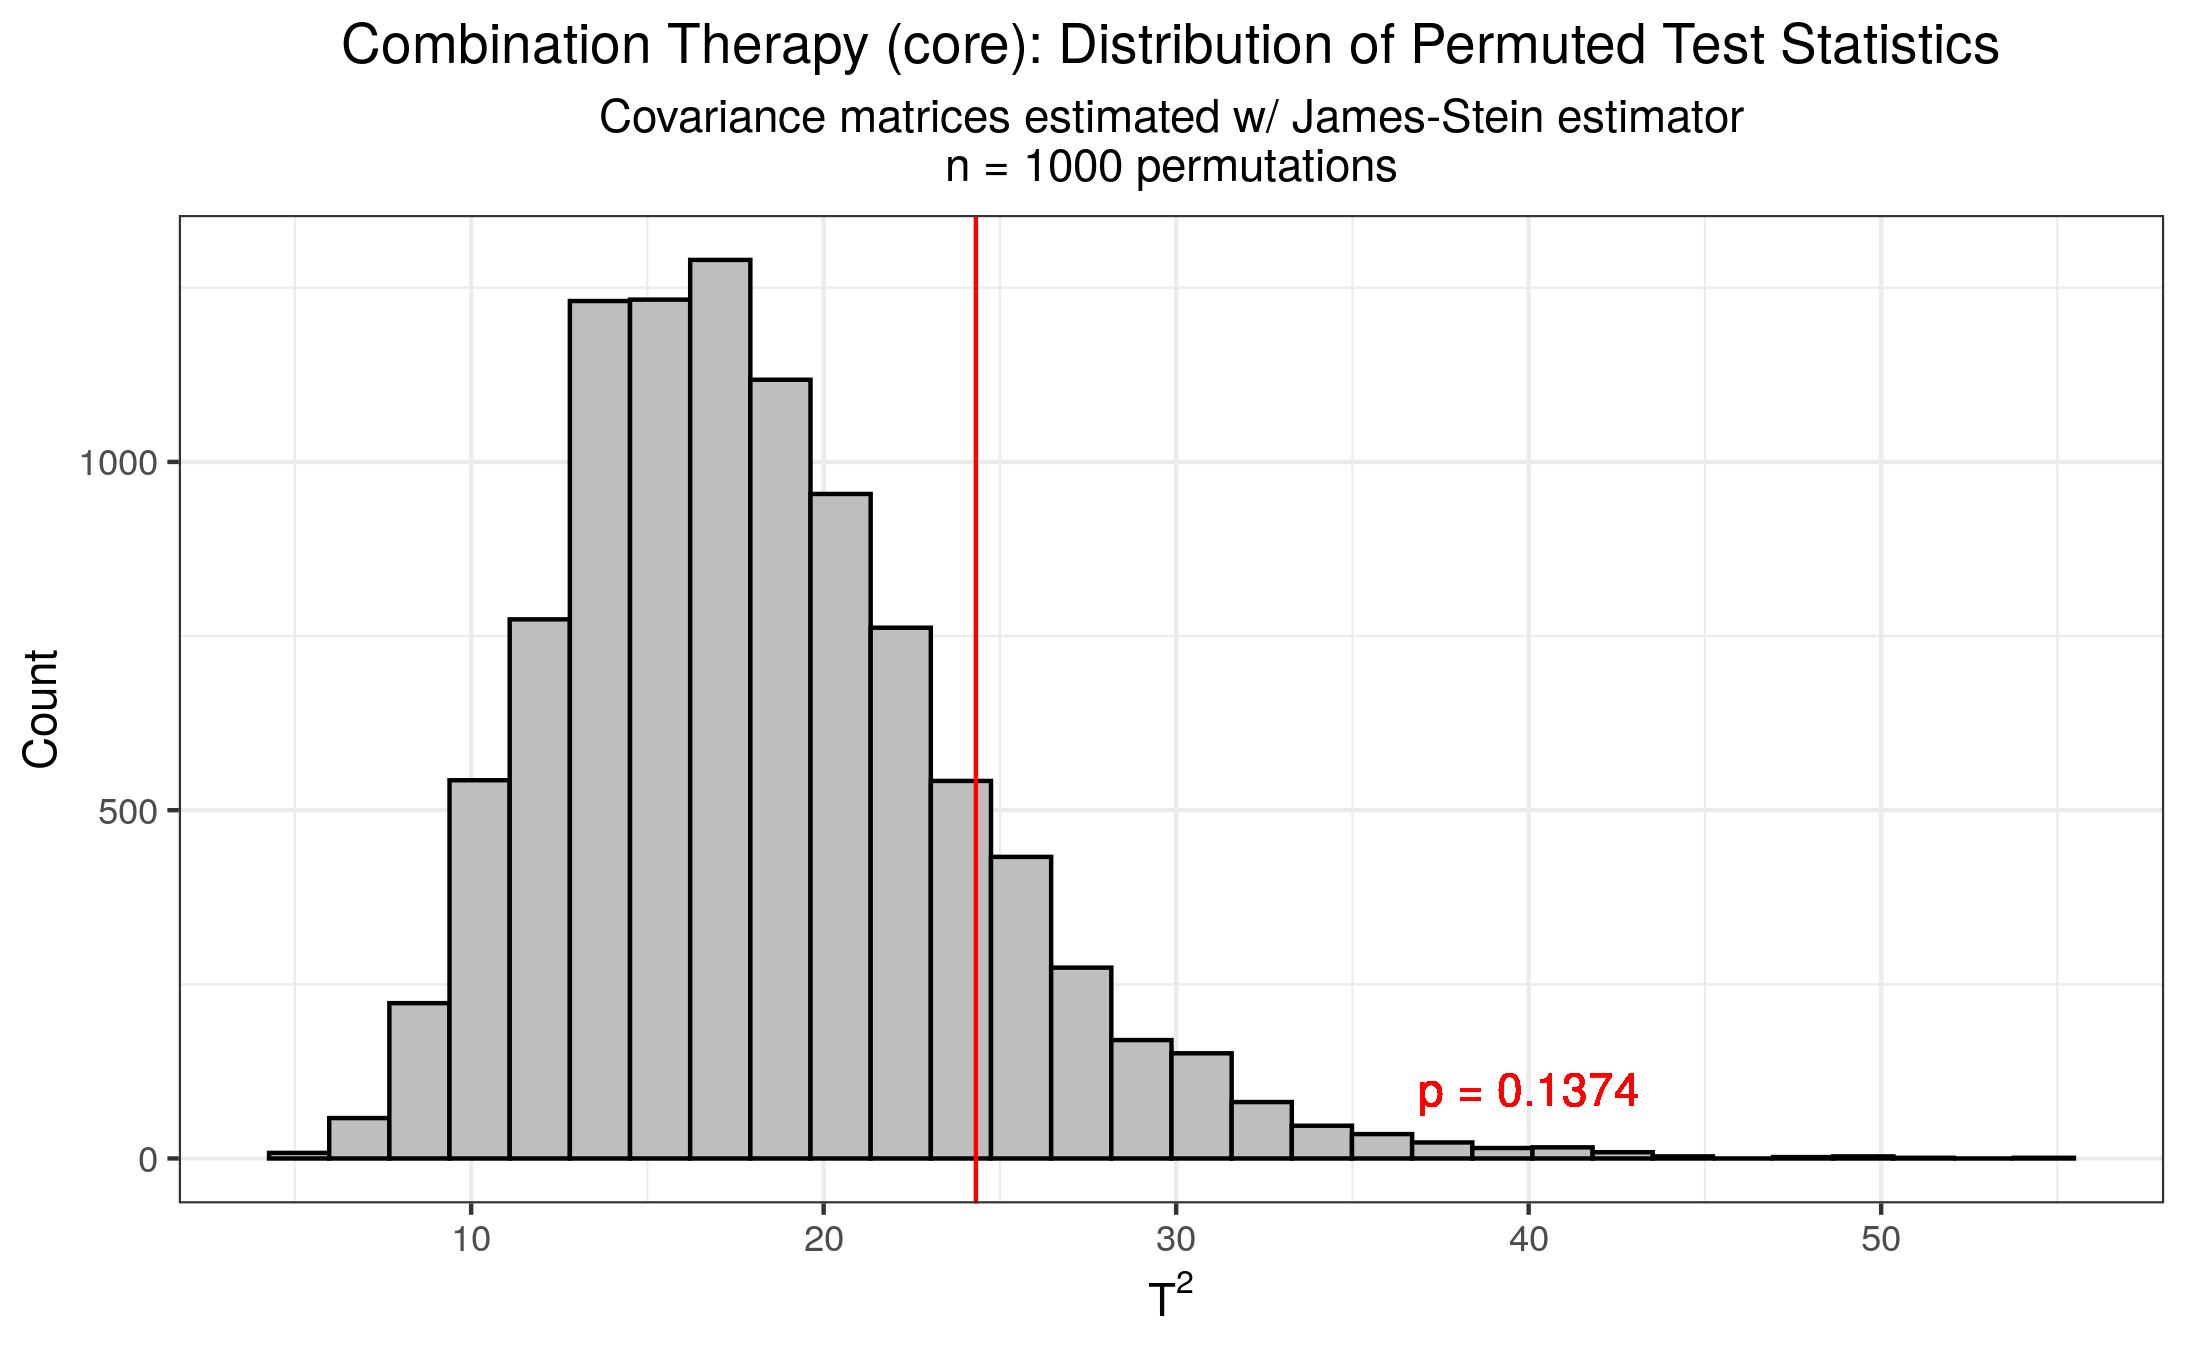 Combination Therapy (core): Distribution of Permuted Test Statistics
Covariance matrices estimated w/ James-Stein estimator
n = 1000 permutations
1000
500
0
Count
p = 0.1374
10 20 30 40 50
T²